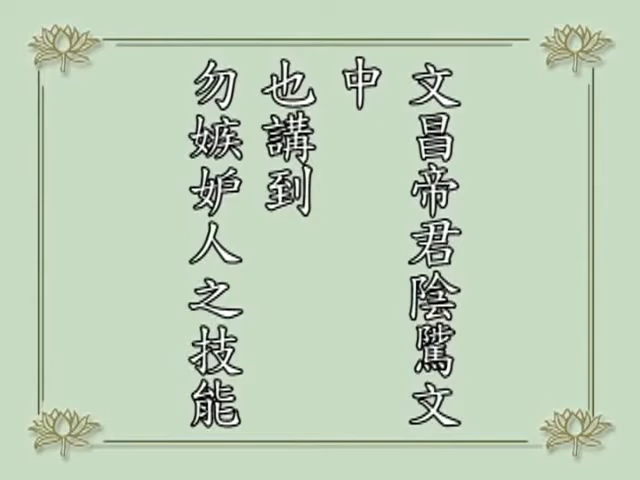 文昌帝君陰騭文
中
也講到
勿嫉妒人之技能